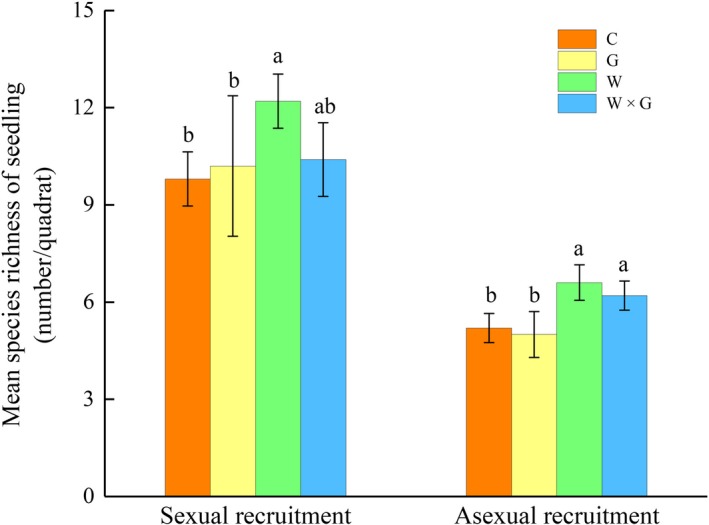 Mean species richness of seedling
(number/quadrat)
15
12
9
6
3
0
b
b
a
ab
b
b
a
a
C
G
W
W × G
Sexual recruitment
Asexual recruitment